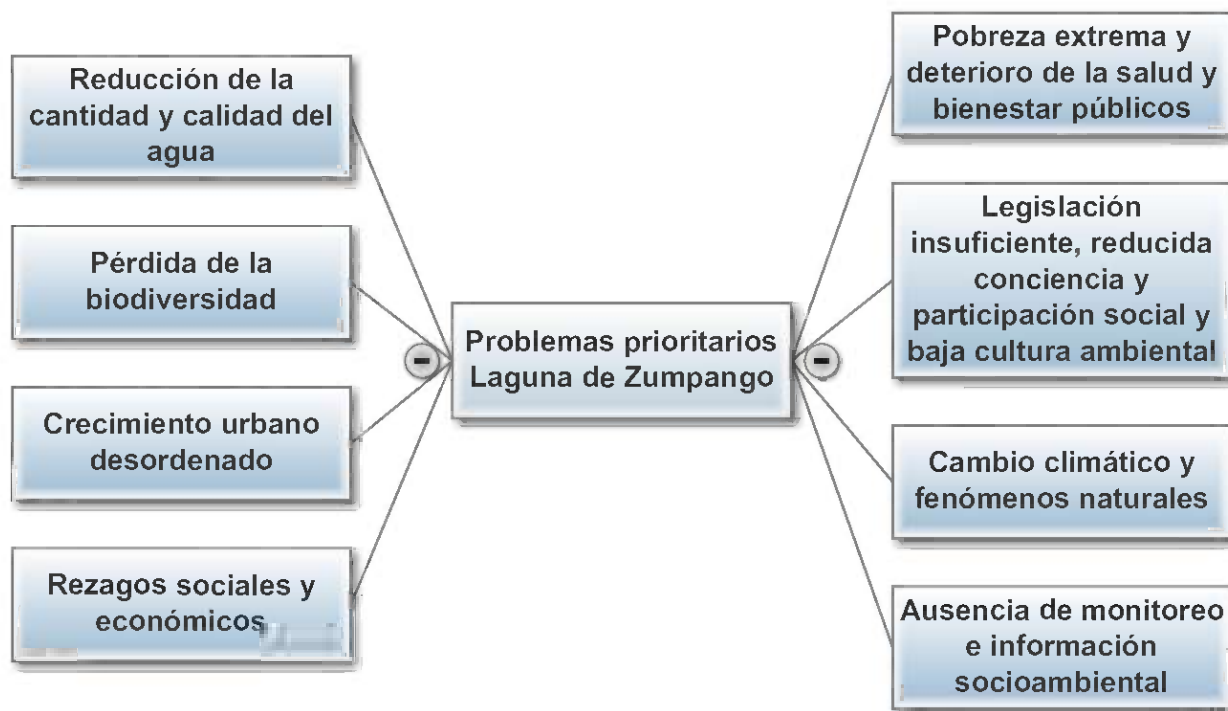 Reducción de la
cantidad y calidad del
agua
Pérdida de la
biodiversidad
Crecimiento urbano
desordenado
Rezagos sociales y
económicos
Problemas prioritarios
Laguna de Zumpango
Pobreza extrema y
deterioro de la salud y
bienestar públicos
Legislación
insuficiente, reducida
conciencia y
participación social y
baja cultura ambiental
Cambio climático y
fenómenos naturales
Ausencia de monitoreo
e información
socioambiental